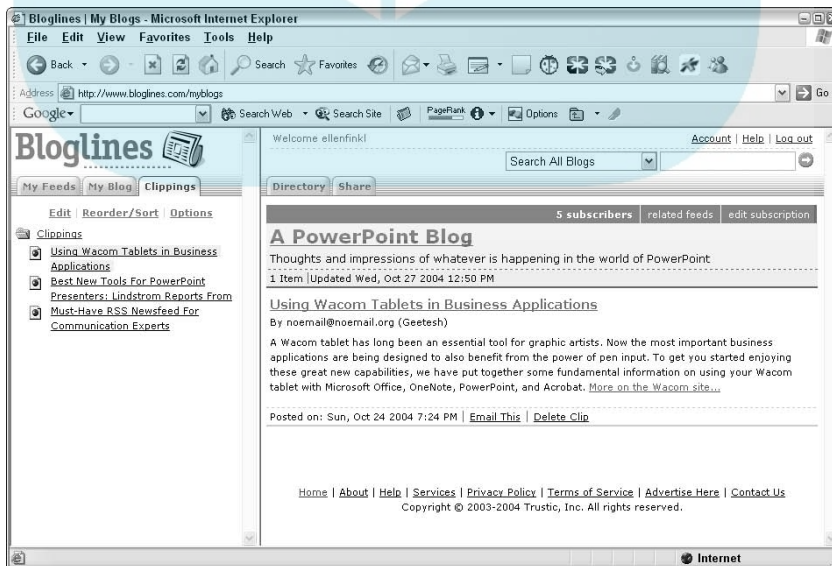 Bloglines | My Blogs - Microsoft Internet Explorer
File Edit View Favorites Tools Help
Back Search Favorites
Address http://www.bloglines.com/myblogs Go
Google Search Web Search Site PageRank Options
Bloglines
Welcome ellenfinkl Account | Help | Log out
Search All Blogs
My Feeds My Blog Clippings Directory Share
Edit | Reorder/Sort | Options
Clippings
Using Wacom Tablets in Business
Applications
Best New Tools For PowerPoint
Presenters: Lindstrom Reports From
Must-Have RSS Newsfeed For
Communication Experts
5 subscribers | related feeds | edit subscription
A PowerPoint Blog
Thoughts and impressions of whatever is happening in the world of PowerPoint
1 Item |Updated Wed, Oct 27 2004 12:50 PM
Using Wacom Tablets in Business Applications
By noemail@noemail.org (Geetesh)
A Wacom tablet has long been an essential tool for graphic artists. Now the most important business
applications are being designed to also benefit from the power of pen input. To get you started enjoying
these great new capabilities, we have put together some fundamental information on using your Wacom
tablet with Microsoft Office, OneNote, PowerPoint, and Acrobat. More on the Wacom site...
Posted on: Sun, Oct 24 2004 7:24 PM | Email This | Delete Clip
Home | About | Help | Services | Privacy Policy | Terms of Service | Advertise Here | Contact Us
Copyright © 2003-2004 Trustic, Inc. All rights reserved.
Internet